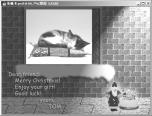 Dear friend:
Merry Christmas!
Enjoy your gift!
Good luck!
yours,
TOM